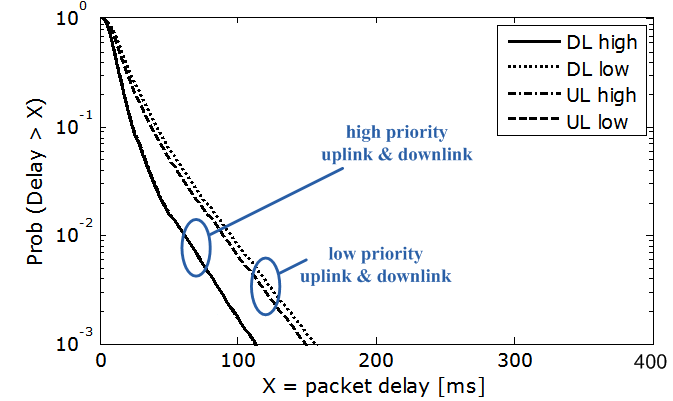 10^0
10^-1
10^-2
10^-3
Prob (Delay > X)
DL high
DL low
UL high
UL low
high priority
uplink & downlink
low priority
uplink & downlink
0 100 200 300 400
X = packet delay [ms]